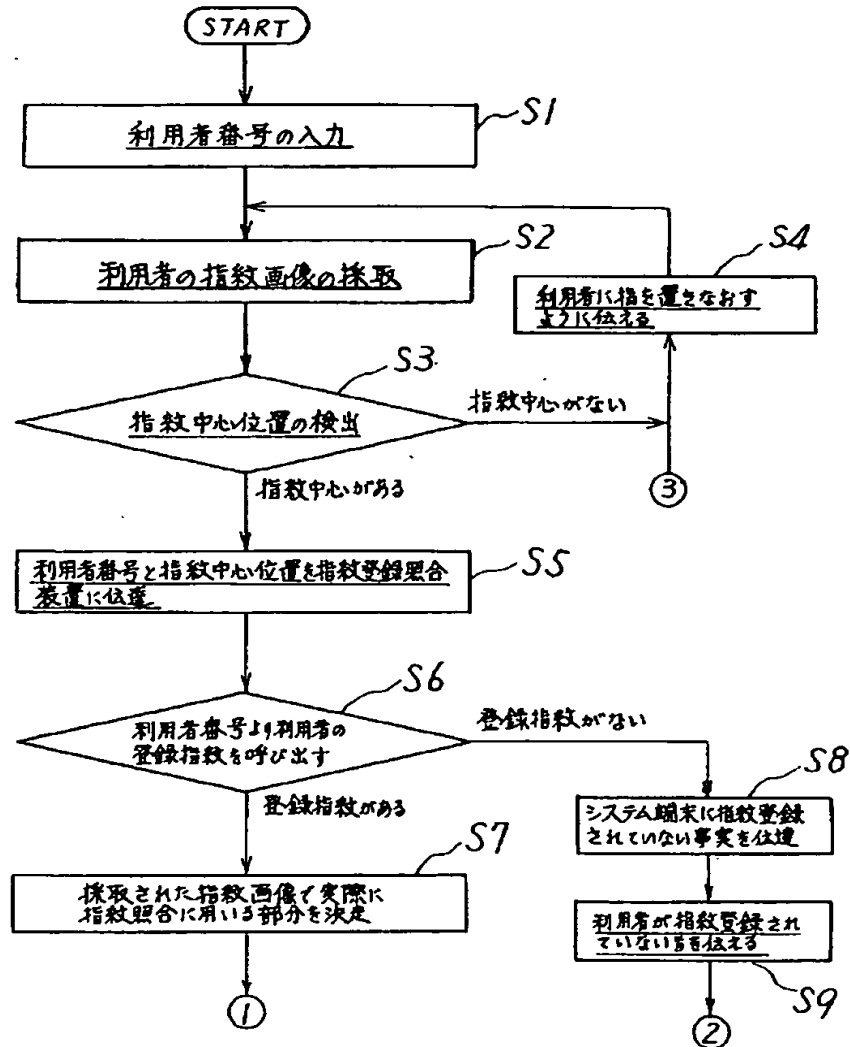 START
S1
利用者番号の入力
S2
利用者の指紋画像の採取
S4
利用者に指を置きなおす
ように伝える
S3
指紋中心位置の検出
指紋中心がない
③
指紋中心がある
S5
利用者番号と指紋中心位置を指紋登録照合
装置に伝達
S6
利用者番号より利用者の
登録指紋を呼び出す
登録指紋がない
登録指紋がある
S8
システム端末に指紋登録
されていない事実を伝達
S7
採取された指紋画像で実際に
指紋照合に用いる部分を決定
利用者が指紋登録され
ていない旨を伝える
S9
①
②